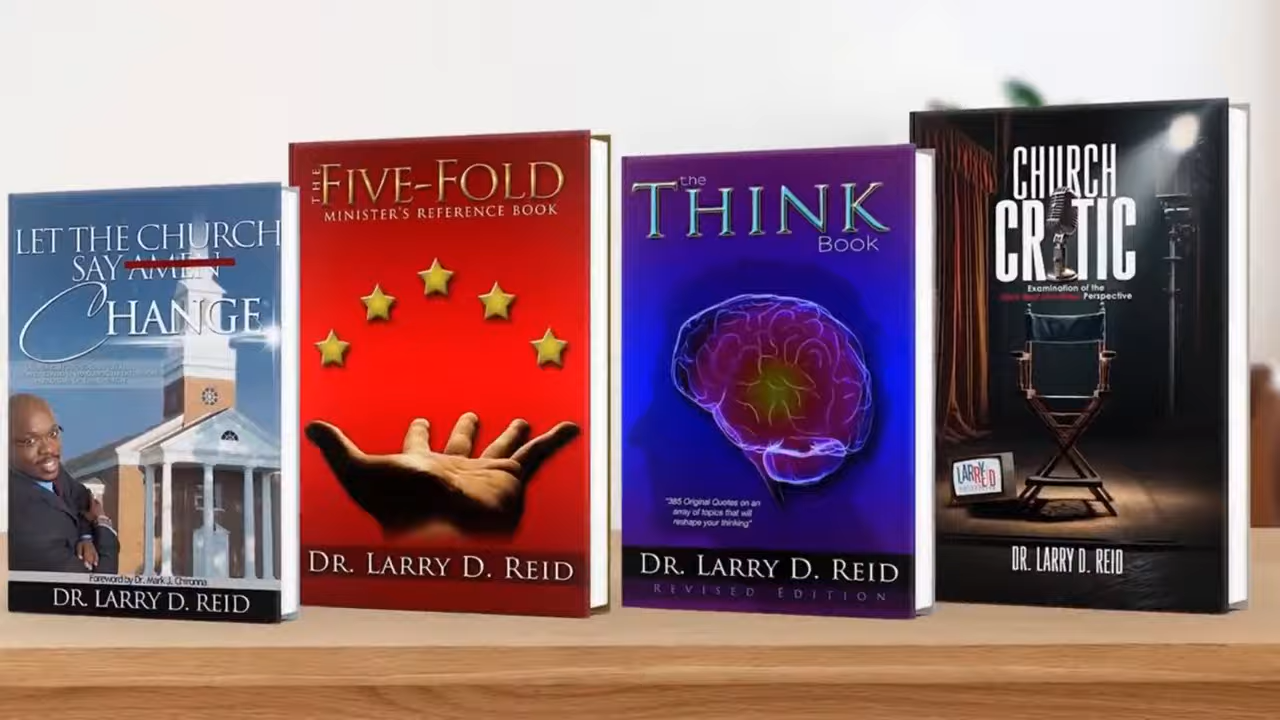 LET THE CHURCH
SAY AMEN
CHANGE
Foreword by Dr. Mark J. Chironna
DR. LARRY D. REID
THE
FIVE-FOLD
MINISTER'S REFERENCE BOOK
DR. LARRY D. REID
the
THINK
Book
"365 Original Quotes on an
array of topics that will
reshape your thinking"
DR. LARRY D. REID
REVISED EDITION
CHURCH
CRITIC
Examination of the
Perspective
LARRY REID
DR. LARRY D. REID